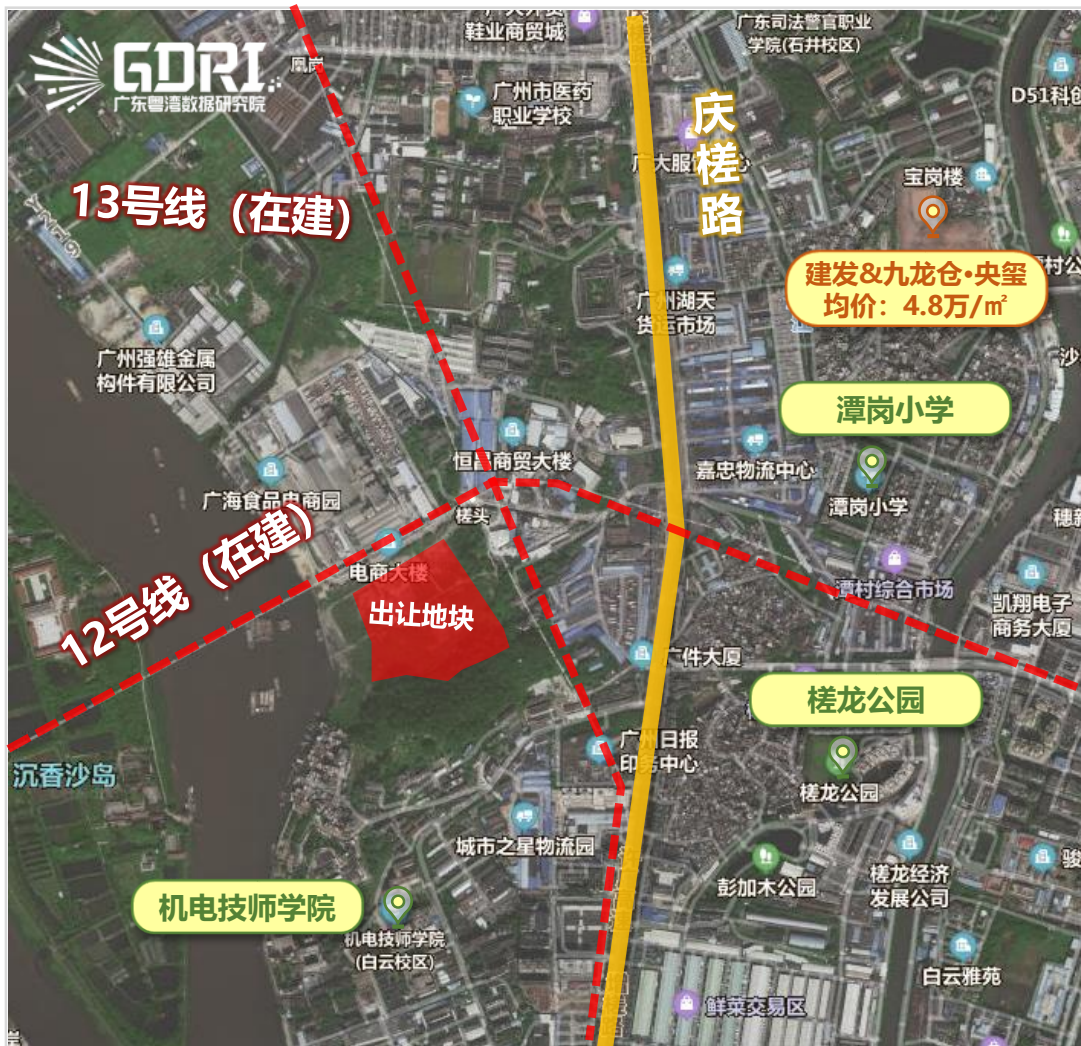 鞋业商贸城
广东司法警官职业
学院(石井校区)
GDRI
广东粤湾数据研究院
凰岗
广州市医药
职业学校
D51科创
庆槎路
宝岗楼
13号线（在建）
建发&九龙仓·央玺
均价：4.8万/㎡
广州湖天
货运市场
广州强雄金属
构件有限公司
潭岗小学
恒昌商贸大楼
嘉忠物流中心
广海食品电商园
潭岗小学
槎头
12号线（在建）
电商大楼
出让地块
潭村综合市场
凯翔电子
商务大厦
广件大厦
槎龙公园
广州日报
印务中心
沉香沙岛
槎龙公园
城市之星物流园
彭加木公园
槎龙经济
发展公司
机电技师学院
机电技师学院
(白云校区)
白云雅苑
鲜菜交易区